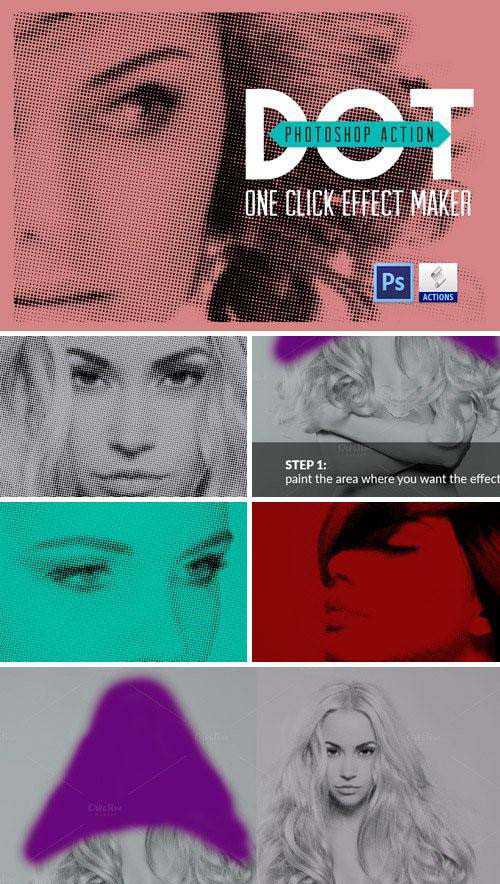 DOT
PHOTOSHOP ACTION
ONE CLICK EFFECT MAKER
Ps
ACTIONS
STEP 1:
paint the area where you want the effect